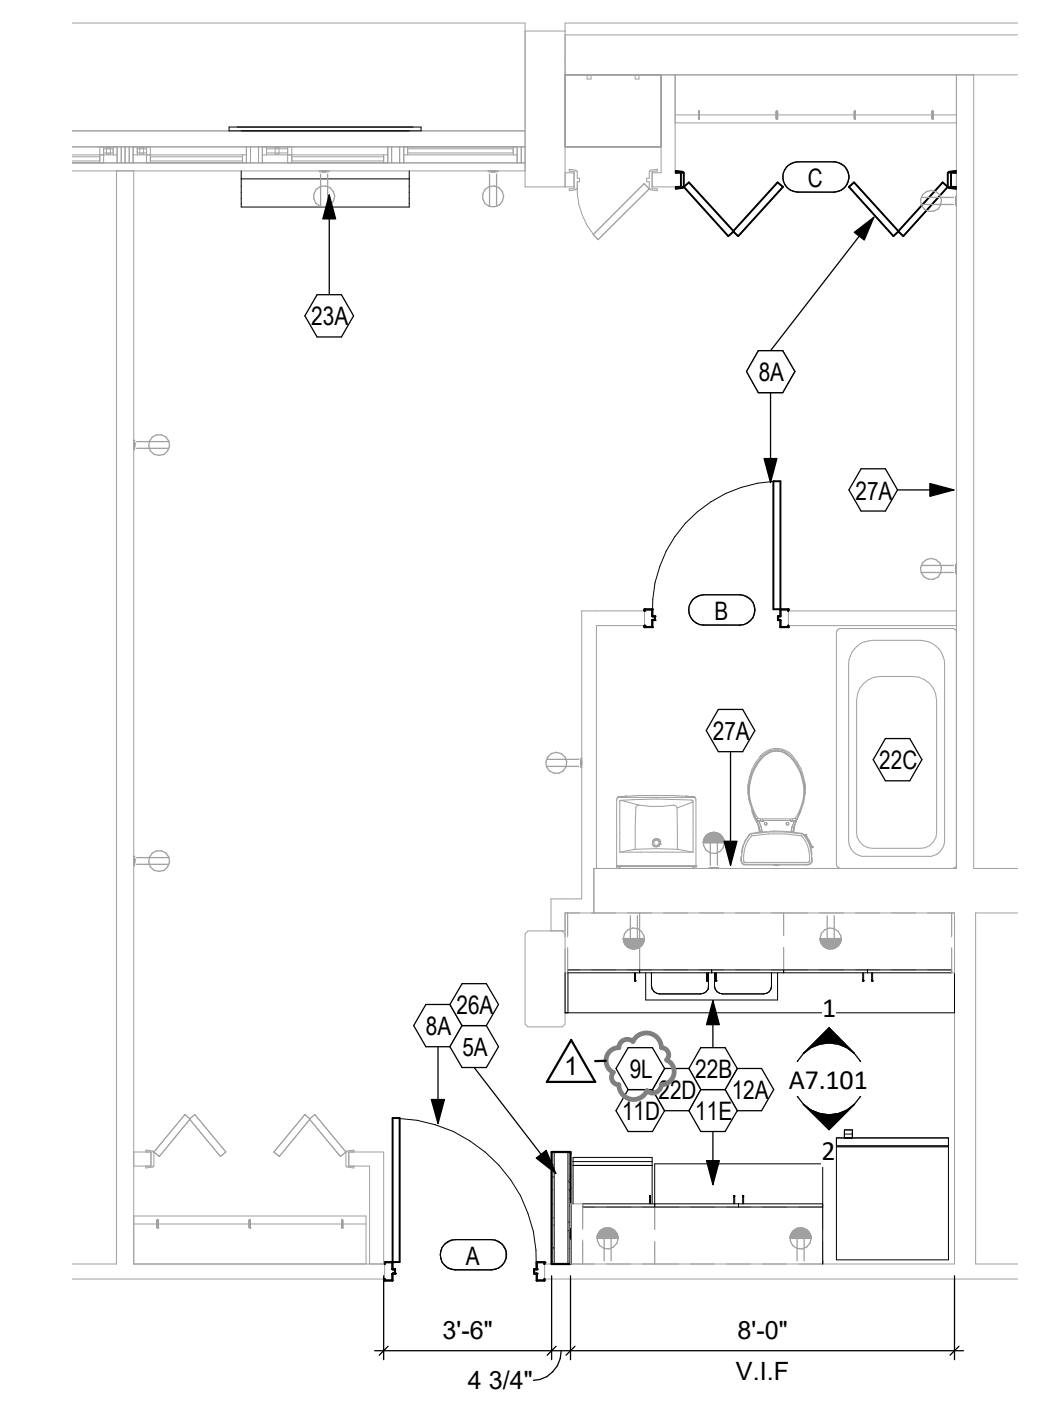 C
23A
8A
27A
B
27A
22C
26A
8A
5A
1
1
9L
22B
A7.101
22D
12A
11D
11E
2
A
3'-6"
8'-0"
4 3/4"
V.I.F